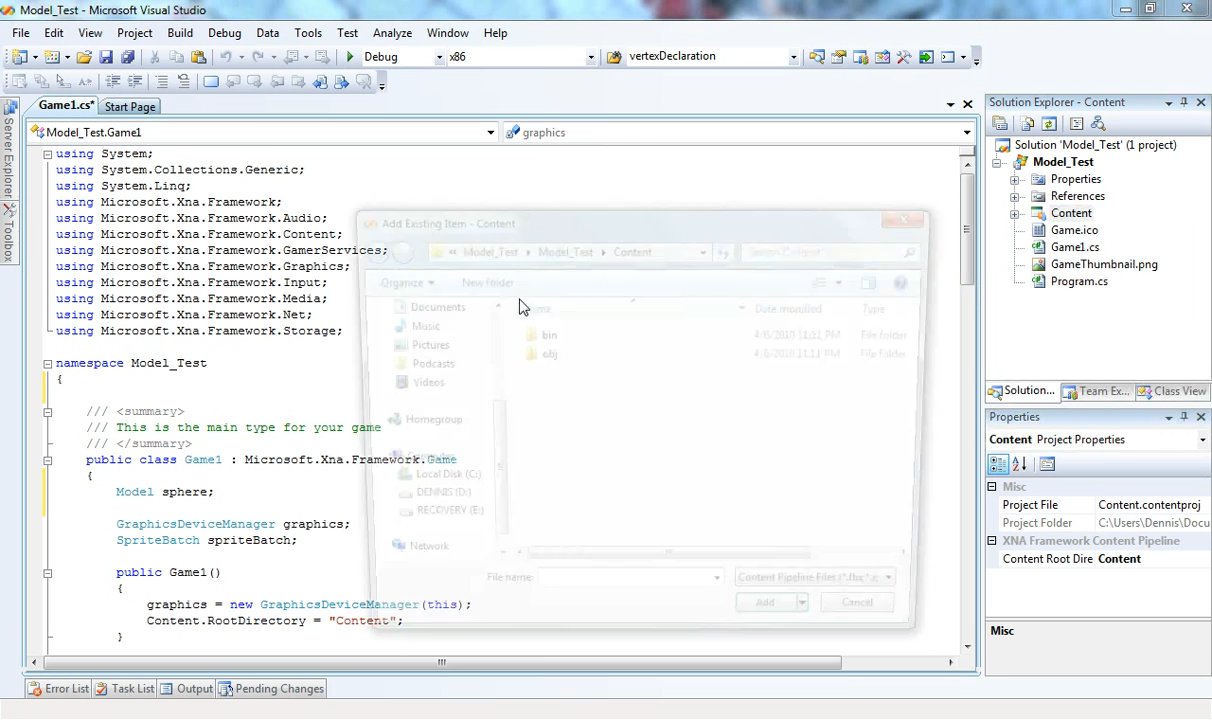 Model_Test - Microsoft Visual Studio
File Edit View Project Build Debug Data Tools Test Analyze Window Help
Debug x86 vertexDeclaration
Game1.cs* Start Page
Model_Test.Game1 graphics
Server Explorer
Toolbox
using System;
using System.Collections.Generic;
using System.Linq;
using Microsoft.Xna.Framework;
using Microsoft.Xna.Framework.Audio;
using Microsoft.Xna.Framework.Content;
using Microsoft.Xna.Framework.GamerServices;
using Microsoft.Xna.Framework.Graphics;
using Microsoft.Xna.Framework.Input;
using Microsoft.Xna.Framework.Media;
using Microsoft.Xna.Framework.Net;
using Microsoft.Xna.Framework.Storage;
namespace Model_Test
{
/// <summary>
/// This is the main type for your game
/// </summary>
public class Game1 : Microsoft.Xna.Framework.Game
{
Model sphere;
GraphicsDeviceManager graphics;
SpriteBatch spriteBatch;
public Game1()
{
graphics = new GraphicsDeviceManager(this);
Content.RootDirectory = "Content";
}
Add Existing Item - Content
« Model_Test Model_Test Content
Organize New folder
Date modified Type
Documents
Music
Pictures
Podcasts
Videos
Homegroup
Computer
Local Disk (C:)
DENNIS (D:)
RECOVERY (E:)
Network
bin 4/6/2010 11:11 PM File folder
obj 4/6/2010 11:11 PM File folder
File name:
Add Cancel
Solution Explorer - Content
Solution 'Model_Test' (1 project)
Model_Test
Properties
References
Content
Game.ico
Game1.cs
GameThumbnail.png
Program.cs
Solution... Team Ex... Class View
Properties
Content Project Properties
Misc
Project File Content.contentproj
Project Folder C:\Users\Dennis\Docu
XNA Framework Content Pipeline
Content Root Dire Content
Misc
Error List Task List Output Pending Changes